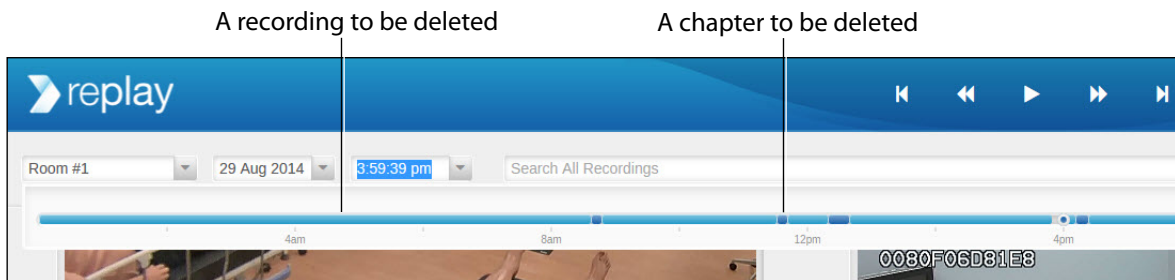 A recording to be deleted
A chapter to be deleted
replay
Room #1
29 Aug 2014
3:59:39 pm
Search All Recordings
4am
8am
12pm
4pm
0080F06D81E8